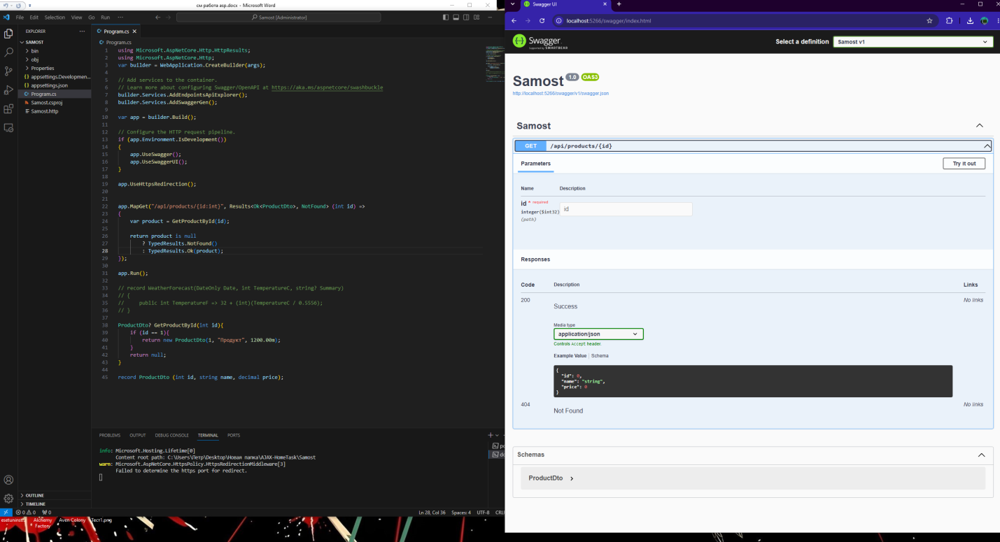 см работа asp.docx - Microsoft Word
File Edit Selection View Go Run ···
Samost [Administrator]
EXPLORER
SAMOST
bin
obj
Properties
appsettings.Developmen...
appsettings.json
Program.cs
Samost.csproj
Samost.http
OUTLINE
TIMELINE
Program.cs
Program.cs
1 using Microsoft.AspNetCore.Http.HttpResults;
2 using Microsoft.AspNetCore.Http;
3 var builder = WebApplication.CreateBuilder(args);
4
5 // Add services to the container.
6 // Learn more about configuring Swagger/OpenAPI at https://aka.ms/aspnetcore/swashbuckle
7 builder.Services.AddEndpointsApiExplorer();
8 builder.Services.AddSwaggerGen();
9
10 var app = builder.Build();
11
12 // Configure the HTTP request pipeline.
13 if (app.Environment.IsDevelopment())
14 {
15 app.UseSwagger();
16 app.UseSwaggerUI();
17 }
18
19 app.UseHttpsRedirection();
20
21
22 app.MapGet("/api/products/{id:int}", Results<Ok<ProductDto>, NotFound> (int id) =>
23 {
24 var product = GetProductById(id);
25
26 return product is null
27 ? TypedResults.NotFound()
28 : TypedResults.Ok(product);
29 });
30
31 app.Run();
32
33 // record WeatherForecast(DateOnly Date, int TemperatureC, string? Summary)
34 // {
35 // public int TemperatureF => 32 + (int)(TemperatureC / 0.5556);
36 // }
37
38 ProductDto? GetProductById(int id){
39 if (id == 1){
40 return new ProductDto(1, "Продукт", 1200.00m);
41 }
42 return null;
43 }
44
45 record ProductDto (int id, string name, decimal price);
PROBLEMS OUTPUT DEBUG CONSOLE TERMINAL PORTS
info: Microsoft.Hosting.Lifetime[0]
Content root path: C:\Users\Петр\Desktop\Новая папка\AJAX-HomeTask\Samost
warn: Microsoft.AspNetCore.HttpsPolicy.HttpsRedirectionMiddleware[3]
Failed to determine the https port for redirect.
0 0 0
Ln 28, Col 36 Spaces: 4 UTF-8 CRL
Alchemy Factory
Aven Colony
Swagger UI
localhost:5266/swagger/index.html
Swagger
Supported by SMARTBEAR
Select a definition
Samost v1
Samost 1.0 OAS3
http://localhost:5266/swagger/v1/swagger.json
Samost
GET /api/products/{id}
Parameters
Try it out
Name Description
id * required
integer($int32)
(path)
id
Responses
Code Description Links
200
Success
No links
Media type
application/json
Controls Accept header.
Example Value Schema
{
"id": 0,
"name": "string",
"price": 0
}
404
Not Found
No links
Schemas
ProductDto